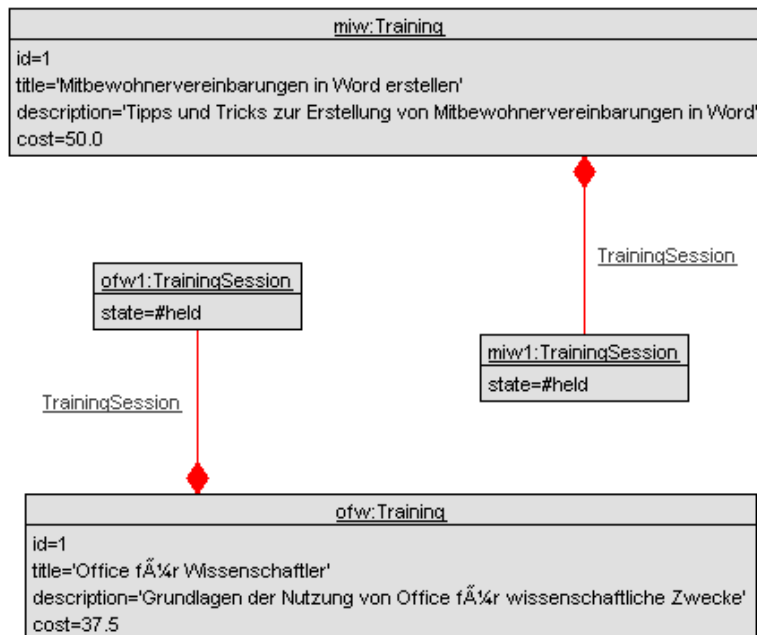 miw:Training
id=1
title='Mitbewohnervereinbarungen in Word erstellen'
description='Tipps und Tricks zur Erstellung von Mitbewohnervereinbarungen in Word'
cost=50.0
TrainingSession
ofw1:TrainingSession
state=#held
miw1:TrainingSession
state=#held
TrainingSession
ofw:Training
id=1
title='Office fÃ¼r Wissenschaftler'
description='Grundlagen der Nutzung von Office fÃ¼r wissenschaftliche Zwecke'
cost=37.5